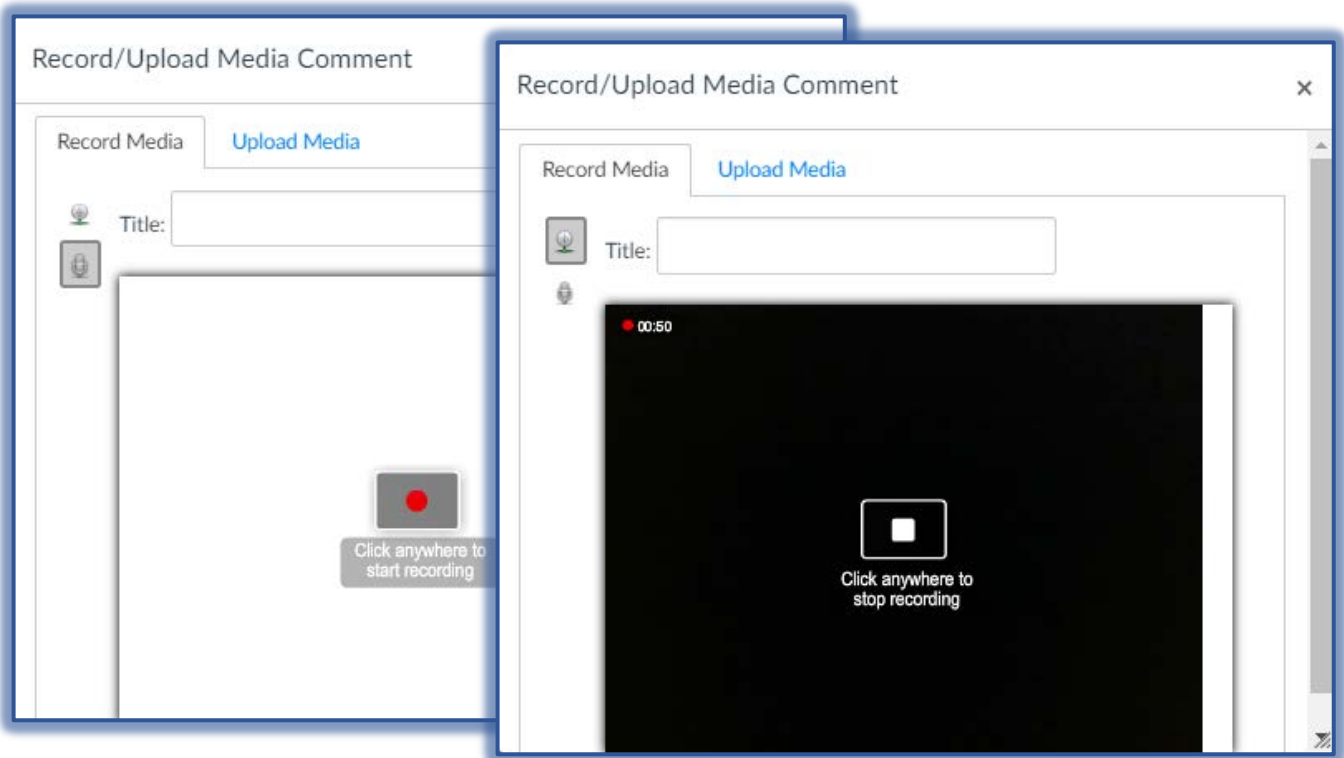 Record/Upload Media Comment
Record Media
Upload Media
Title:
Click anywhere to
start recording
Record/Upload Media Comment
×
Record Media
Upload Media
Title:
00:50
Click anywhere to
stop recording